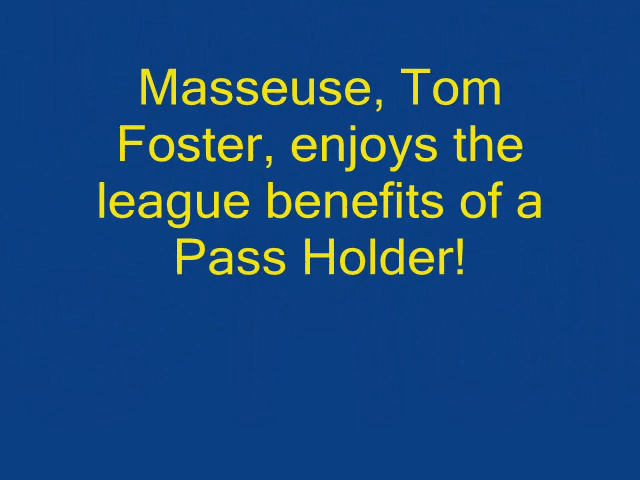 Masseuse, Tom
Foster, enjoys the
league benefits of a
Pass Holder!